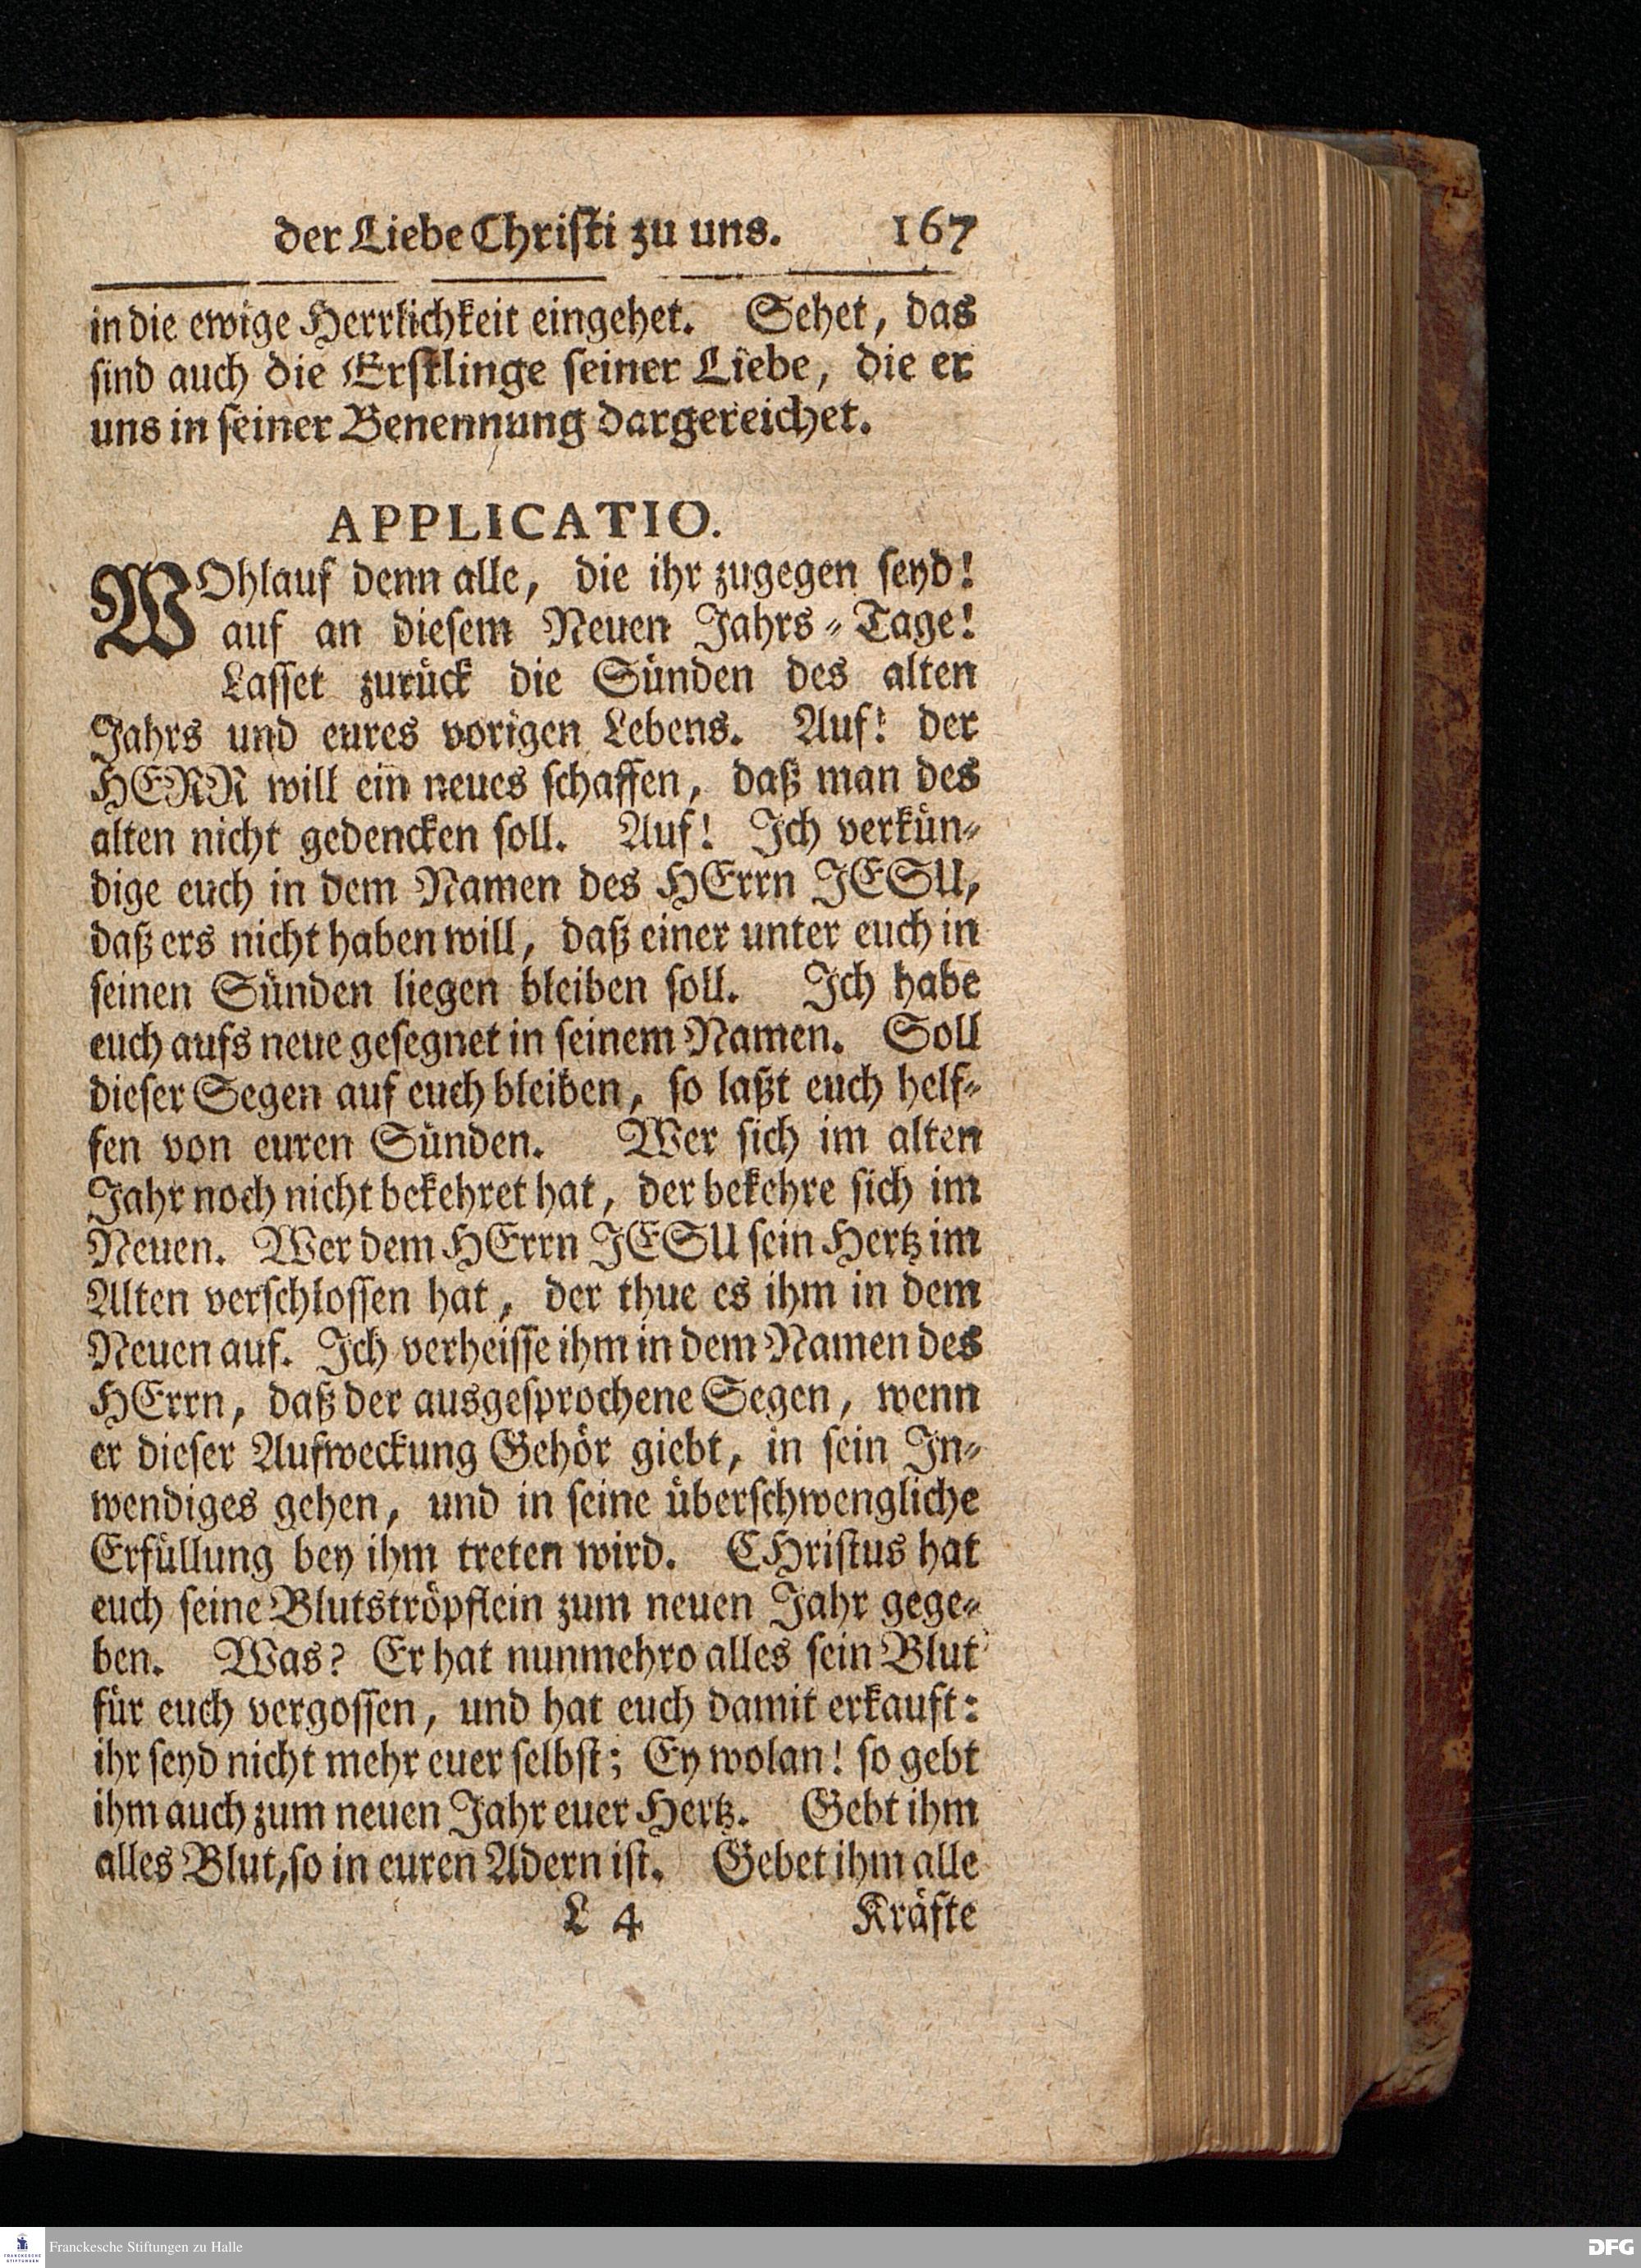 der Liebe Christi zu uns. 167
in die ewige Herrlichkeit eingehet. Sehet, das
sind auch die Erstlinge seiner Liebe, die er
uns in seiner Benennung dargereichet.
APPLICATIO.
WOhlauf denn alle, die ihr zugegen seyd!
auf an diesem Neuen Jahrs-Tage!
Lasset zurück die Sünden des alten
Jahrs und eures vorigen Lebens. Auf! der
HERR will ein neues schaffen, daß man des
alten nicht gedencken soll. Auf! Ich verkün-
dige euch in dem Namen des HErrn JESU,
daß ers nicht haben will, daß einer unter euch in
seinen Sünden liegen bleiben soll. Ich habe
euch aufs neue gesegnet in seinem Namen. Soll
dieser Segen auf euch bleiben, so laßt euch helf-
fen von euren Sünden. Wer sich im alten
Jahr noch nicht bekehret hat, der bekehre sich im
Neuen. Wer dem HErrn JESU sein Hertz im
Alten verschlossen hat, der thue es ihm in dem
Neuen auf. Ich verheisse ihm in dem Namen des
HErrn, daß der ausgesprochene Segen, wenn
er dieser Aufweckung Gehör giebt, in sein In-
wendiges gehen, und in seine überschwengliche
Erfüllung bey ihm treten wird. CHristus hat
euch seine Blutströpflein zum neuen Jahr gege-
ben. Was? Er hat nunmehro alles sein Blut
für euch vergossen, und hat euch damit erkauft:
ihr seyd nicht mehr euer selbst; Ey wolan! so gebt
ihm auch zum neuen Jahr euer Hertz. Gebt ihm
alles Blut, so in euren Adern ist. Gebet ihm alle
L 4 Kräfte
FRANCKESCHE
STIFTUNGEN
Franckesche Stiftungen zu Halle
DFG